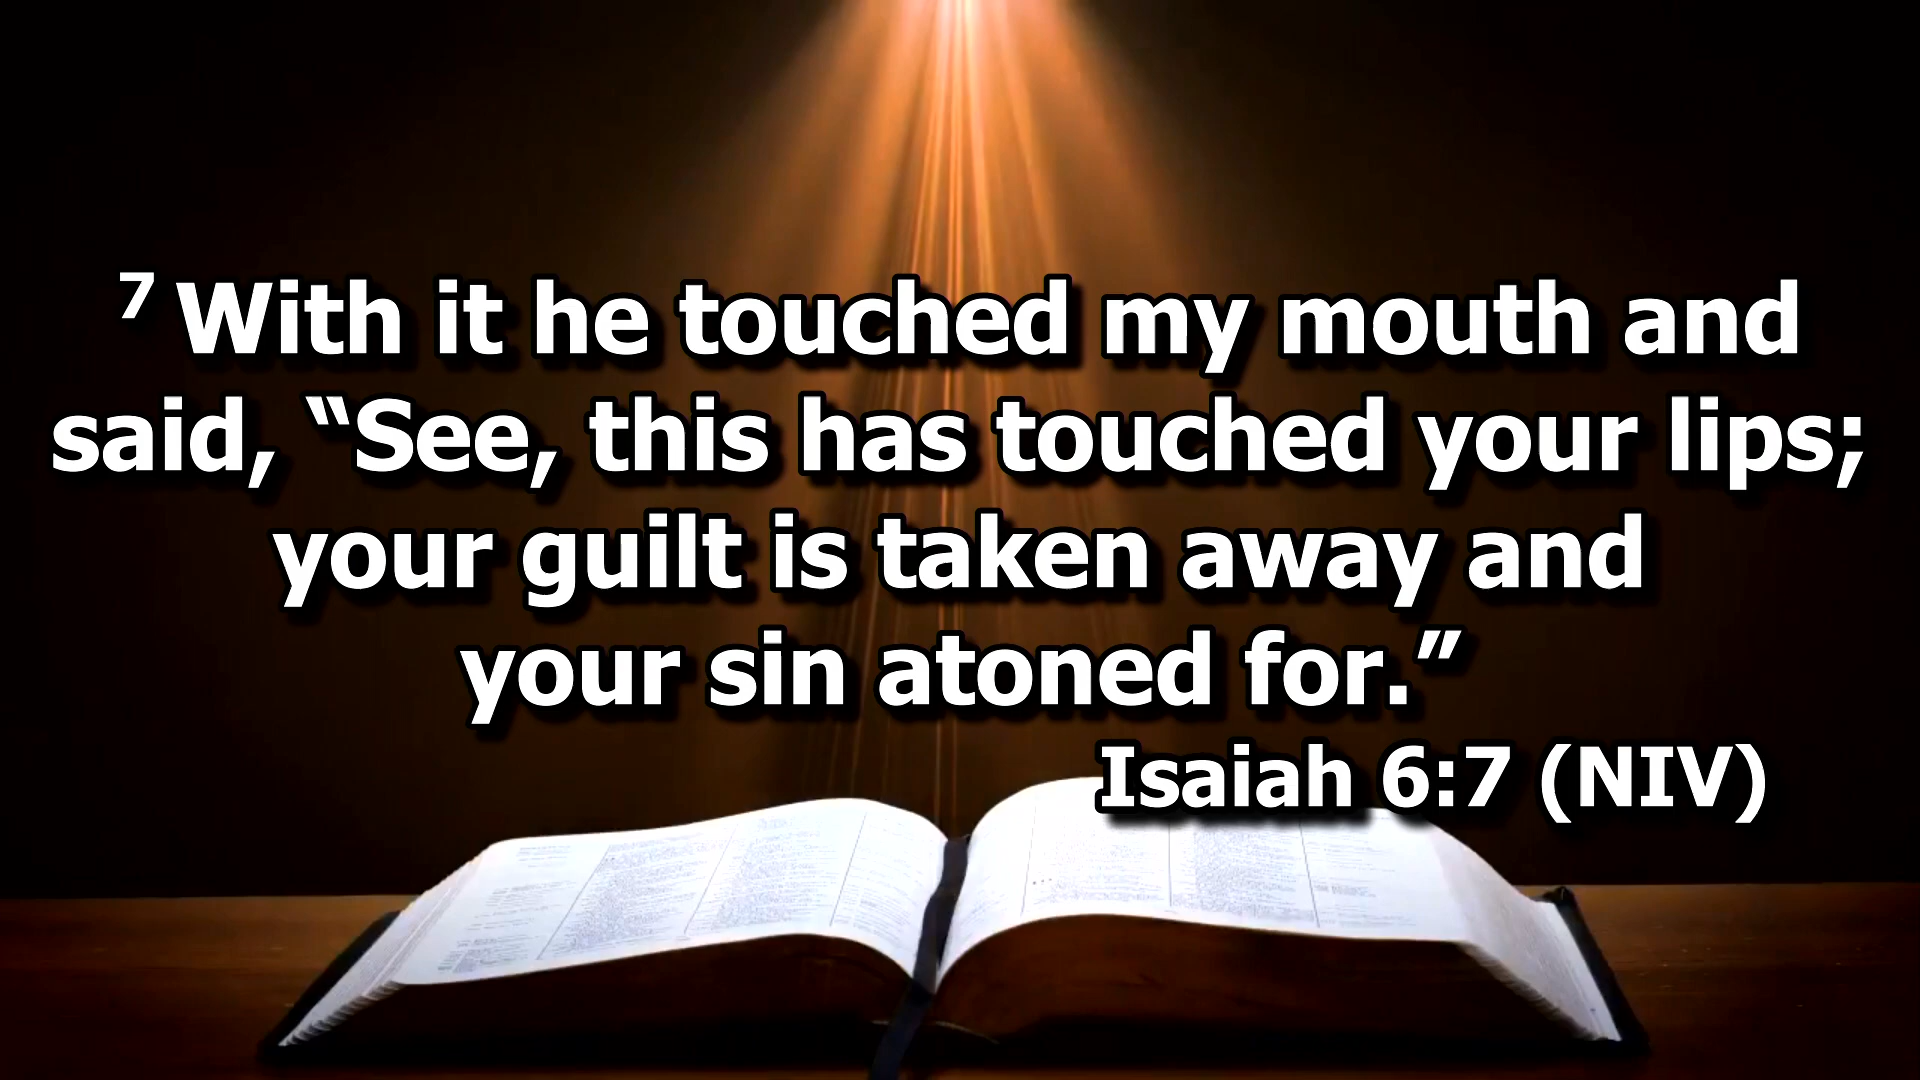 ⁷ With it he touched my mouth and
said, “See, this has touched your lips;
your guilt is taken away and
your sin atoned for.”
Isaiah 6:7 (NIV)